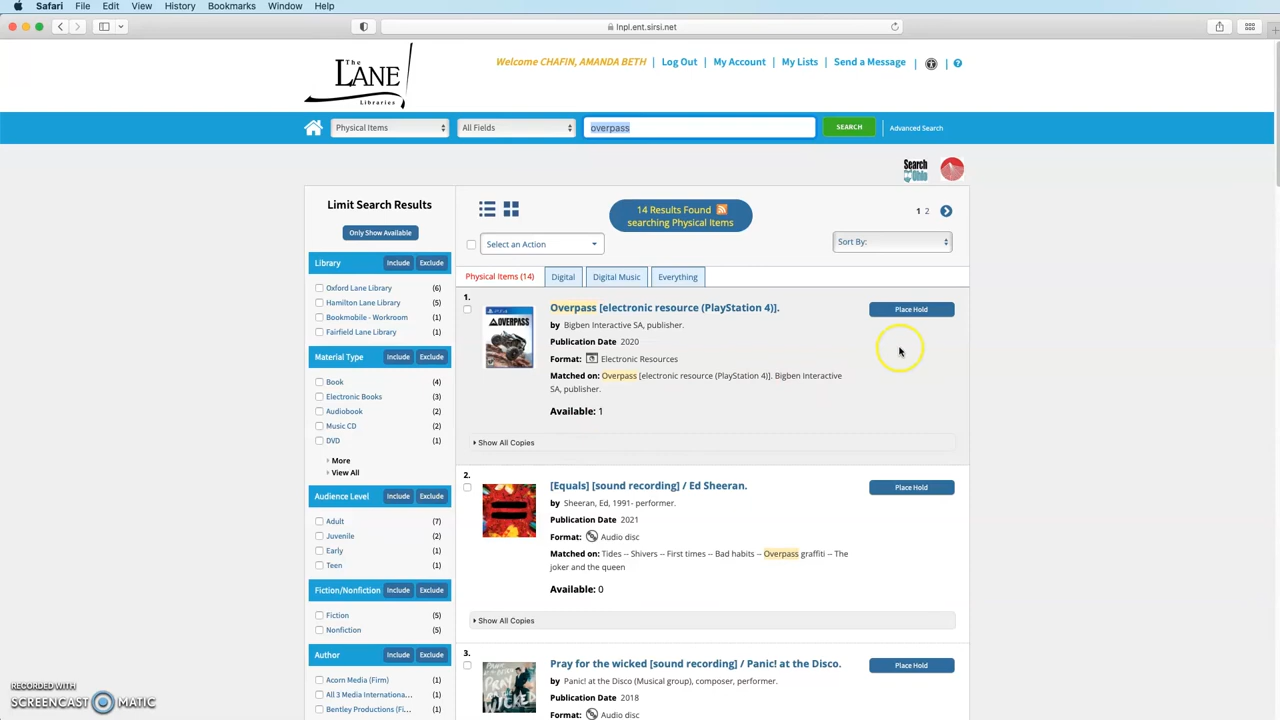 Safari File Edit View History Bookmarks Window Help
lnpl.ent.sirsi.net
The
LANE
Libraries
Welcome CHAFIN, AMANDA BETH | Log Out | My Account | My Lists | Send a Message | | ?
Physical Items All Fields overpass SEARCH Advanced Search
Search
Ohio
Limit Search Results
Only Show Available
Library Include Exclude
Oxford Lane Library (6)
Hamilton Lane Library (5)
Bookmobile - Workroom (1)
Fairfield Lane Library (1)
Material Type Include Exclude
Book (4)
Electronic Books (3)
Audiobook (2)
Music CD (2)
DVD (1)
More
View All
Audience Level Include Exclude
Adult (7)
Juvenile (2)
Early (1)
Teen (1)
Fiction/Nonfiction Include Exclude
Fiction (5)
Nonfiction (5)
Author Include Exclude
Acorn Media (Firm) (1)
All 3 Media Internationa... (1)
Bentley Productions (Fi... (1)
14 Results Found
searching Physical Items
1 2
Select an Action
Sort By:
Physical Items (14) Digital Digital Music Everything
1.
OVERPASS
Overpass [electronic resource (PlayStation 4)]. Place Hold
by Bigben Interactive SA, publisher.
Publication Date 2020
Format: Electronic Resources
Matched on: Overpass [electronic resource (PlayStation 4)]. Bigben Interactive
SA, publisher.
Available: 1
Show All Copies
2.
[Equals] [sound recording] / Ed Sheeran. Place Hold
by Sheeran, Ed, 1991- performer.
Publication Date 2021
Format: Audio disc
Matched on: Tides -- Shivers -- First times -- Bad habits -- Overpass graffiti -- The
joker and the queen
Available: 0
Show All Copies
3.
Pray for the wicked [sound recording] / Panic! at the Disco. Place Hold
by Panic! at the Disco (Musical group), composer, performer.
Publication Date 2018
Format: Audio disc
RECORDED WITH
SCREENCAST MATIC